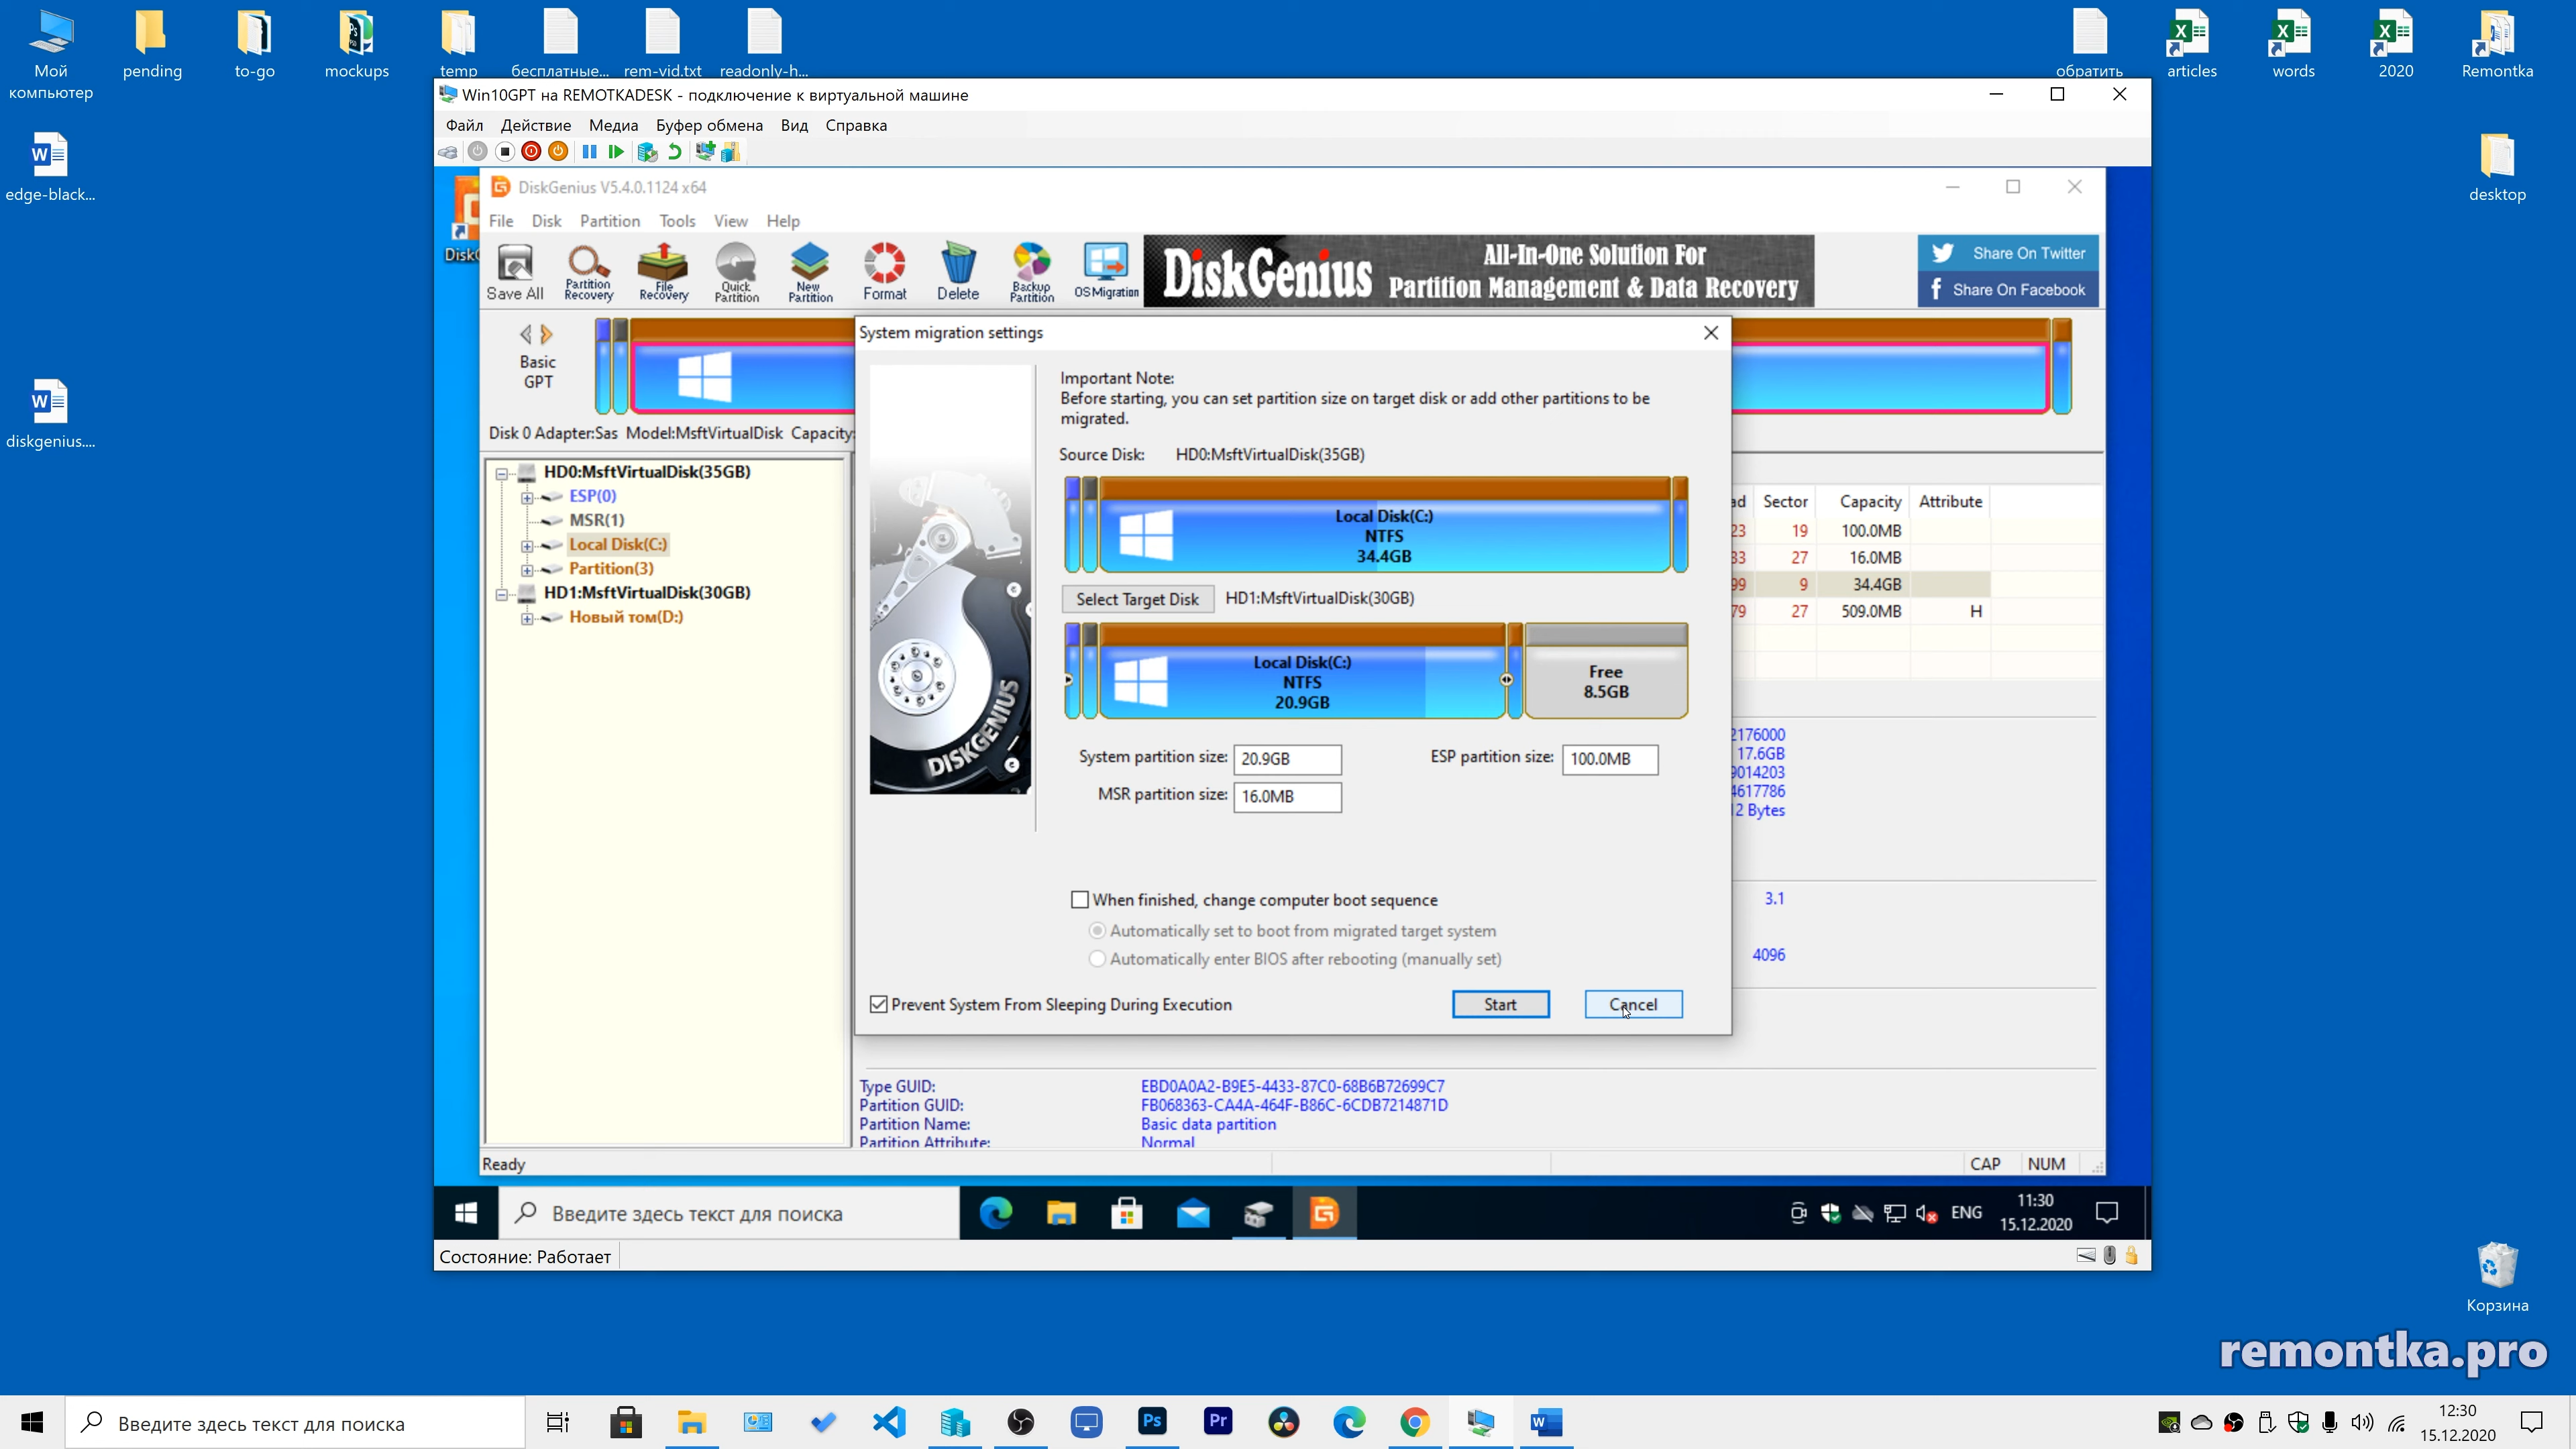 Мой компьютер
pending
to-go
mockups
temp
бесплатные...
rem-vid.txt
readonly-h...
обратить
articles
words
2020
Remontka
edge-black...
desktop
diskgenius....
Win10GPT на REMOTKADESK - подключение к виртуальной машине
Файл Действие Медиа Буфер обмена Вид Справка
DiskGenius V5.4.0.1124 x64
File Disk Partition Tools View Help
Save All
Partition Recovery
File Recovery
Quick Partition
New Partition
Format
Delete
Backup Partition
OS Migration
DiskGenius
All-In-One Solution For
Partition Management & Data Recovery
Share On Twitter
Share On Facebook
Basic
GPT
Disk 0 Adapter:Sas Model:MsftVirtualDisk Capacity:
HD0:MsftVirtualDisk(35GB)
ESP(0)
MSR(1)
Local Disk(C:)
Partition(3)
HD1:MsftVirtualDisk(30GB)
Новый том(D:)
System migration settings
Important Note:
Before starting, you can set partition size on target disk or add other partitions to be
migrated.
Source Disk: HD0:MsftVirtualDisk(35GB)
Local Disk(C:)
NTFS
34.4GB
Select Target Disk HD1:MsftVirtualDisk(30GB)
Local Disk(C:)
NTFS
20.9GB
Free
8.5GB
System partition size: 20.9GB ESP partition size: 100.0MB
MSR partition size: 16.0MB
When finished, change computer boot sequence
Automatically set to boot from migrated target system
Automatically enter BIOS after rebooting (manually set)
Prevent System From Sleeping During Execution
Start
Cancel
DISKGENIUS
ad Sector Capacity Attribute
23 19 100.0MB
33 27 16.0MB
99 9 34.4GB
79 27 509.0MB H
2176000
17.6GB
9014203
4617786
12 Bytes
3.1
4096
Type GUID: EBD0A0A2-B9E5-4433-87C0-68B6B72699C7
Partition GUID: FB068363-CA4A-464F-B86C-6CDB7214871D
Partition Name: Basic data partition
Partition Attribute: Normal
Ready
CAP NUM
Введите здесь текст для поиска
ENG
11:30
15.12.2020
Состояние: Работает
Корзина
remontka.pro
Введите здесь текст для поиска
Ps
Pr
12:30
15.12.2020